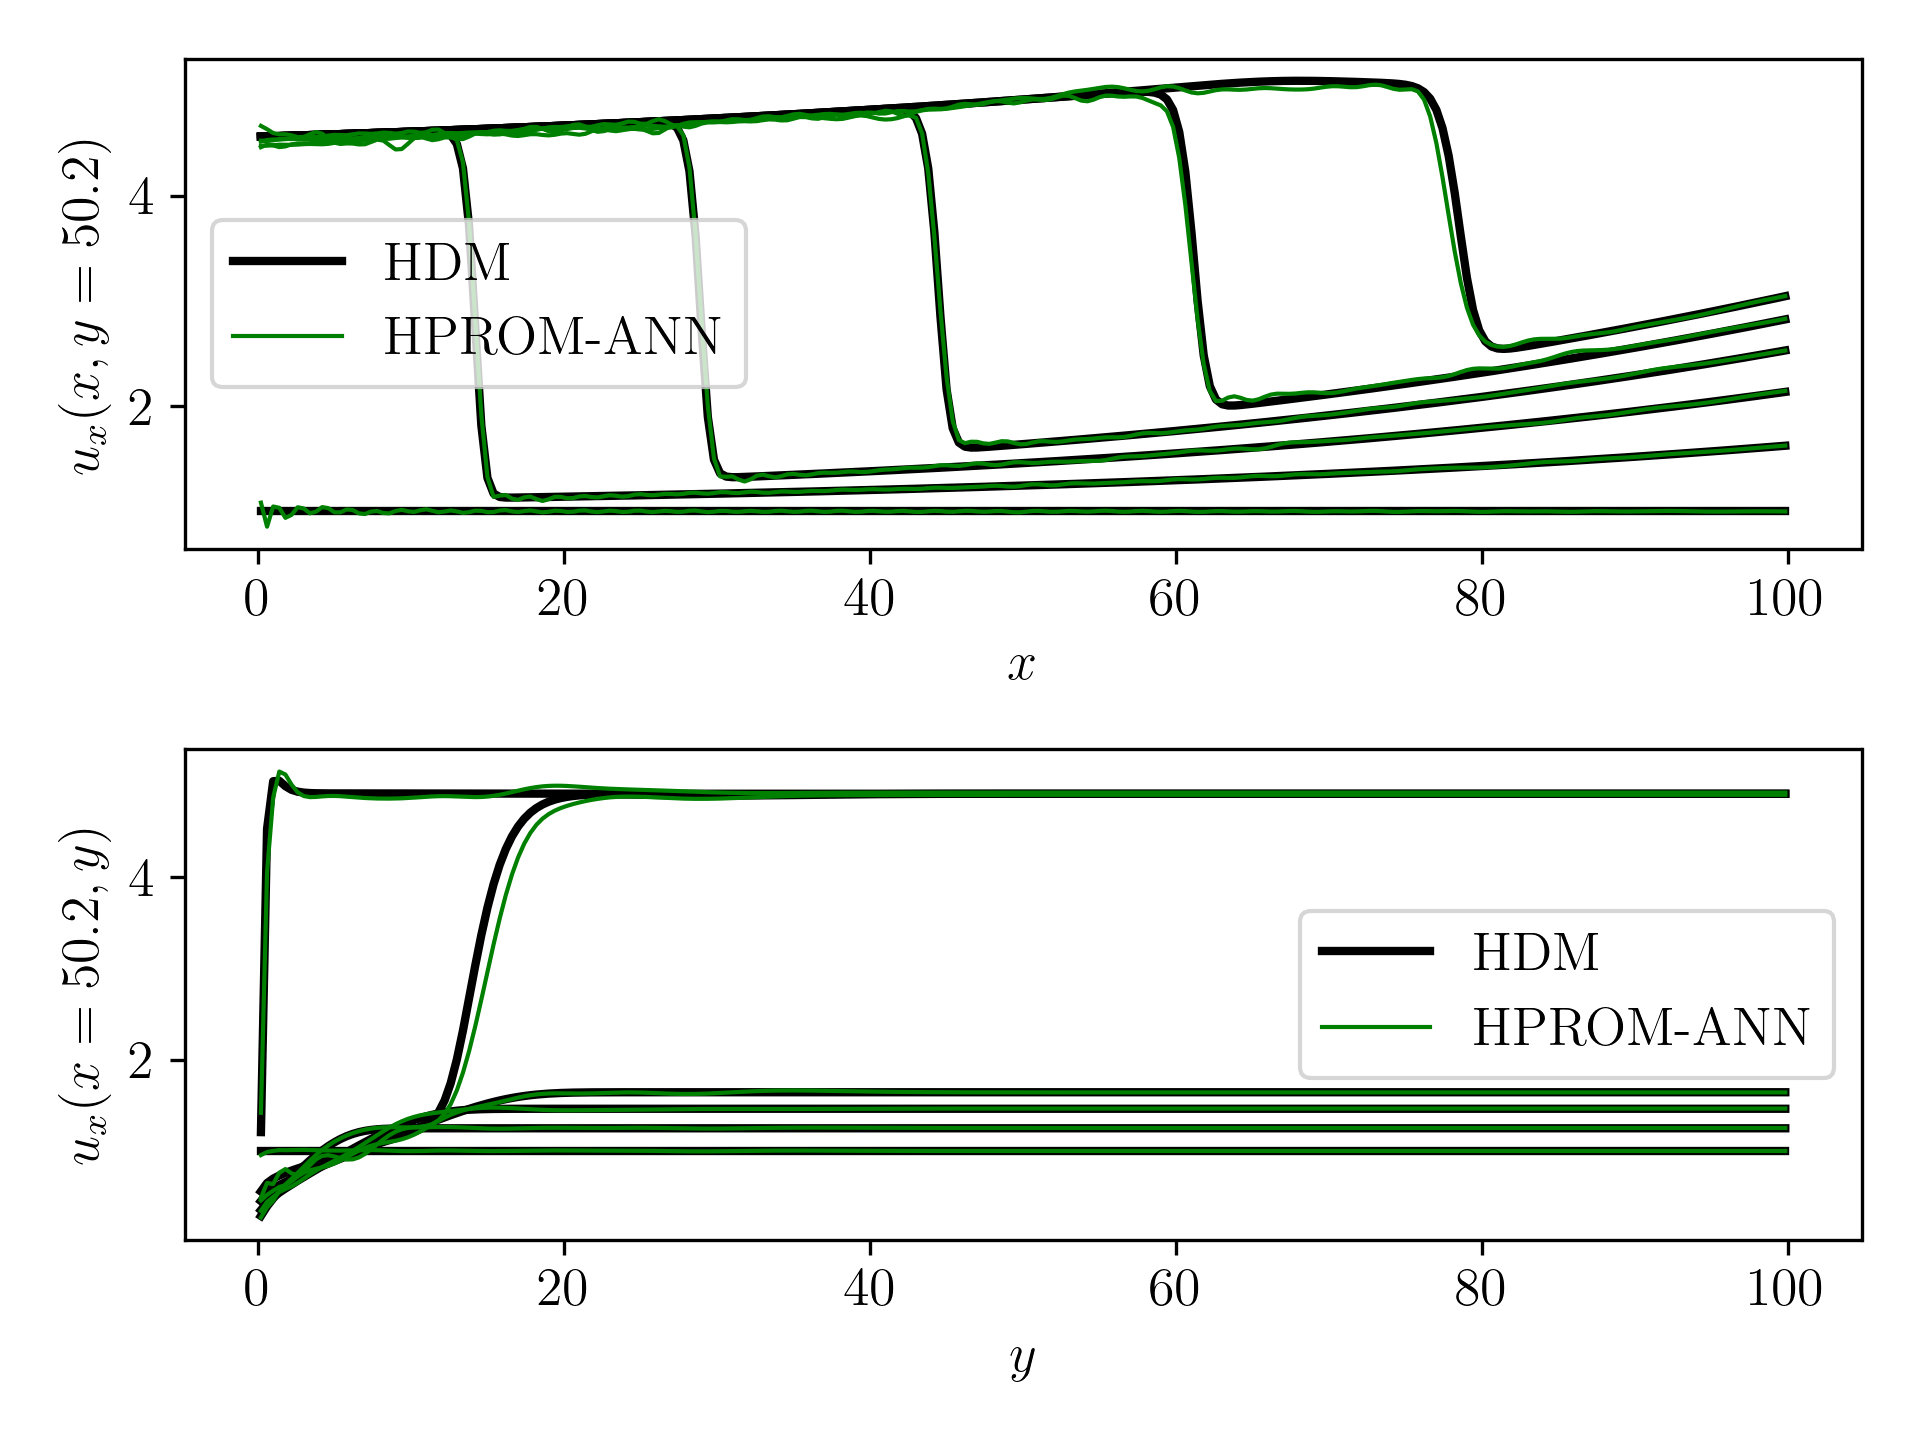 u_x(x, y = 50.2)
4
2
HDM
HPROM-ANN
0 20 40 60 80 100
x
u_x(x = 50.2, y)
4
2
HDM
HPROM-ANN
0 20 40 60 80 100
y